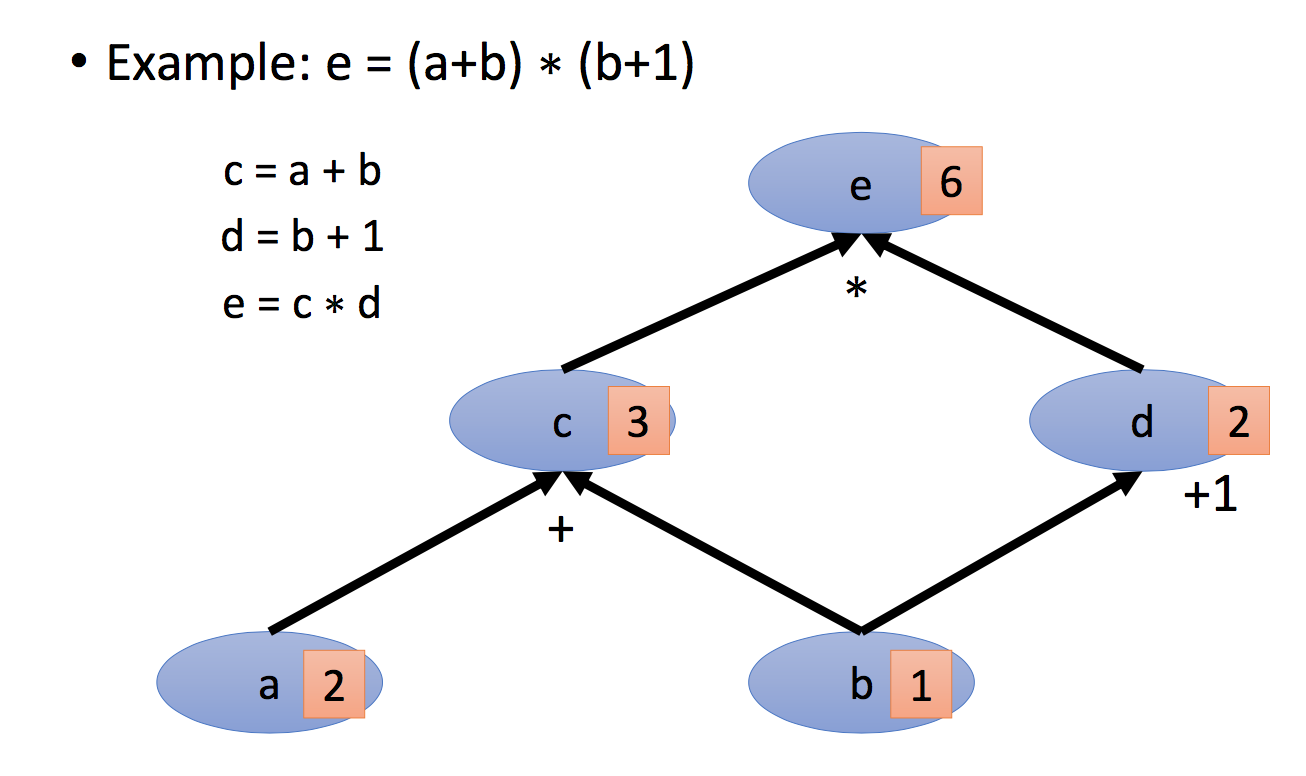 • Example: e = (a+b) ∗ (b+1)
c = a + b
d = b + 1
e = c ∗ d
e 6
*
c 3
d 2
+1
+
a 2
b 1